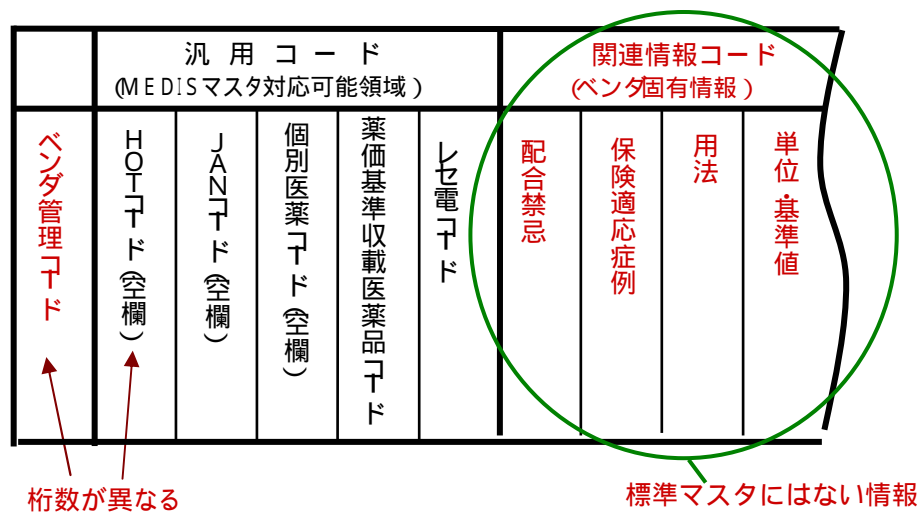 汎用コード
(MEDISマスタ対応可能領域)
関連情報コード
(ベンダ固有情報)
ベンダ管理コード
HOTコード(空欄)
JANコード(空欄)
個別医薬コード(空欄)
薬価基準収載医薬品コード
レセ電コード
配合禁忌
保険適応症例
用法
単位・基準値
桁数が異なる
標準マスタにはない情報